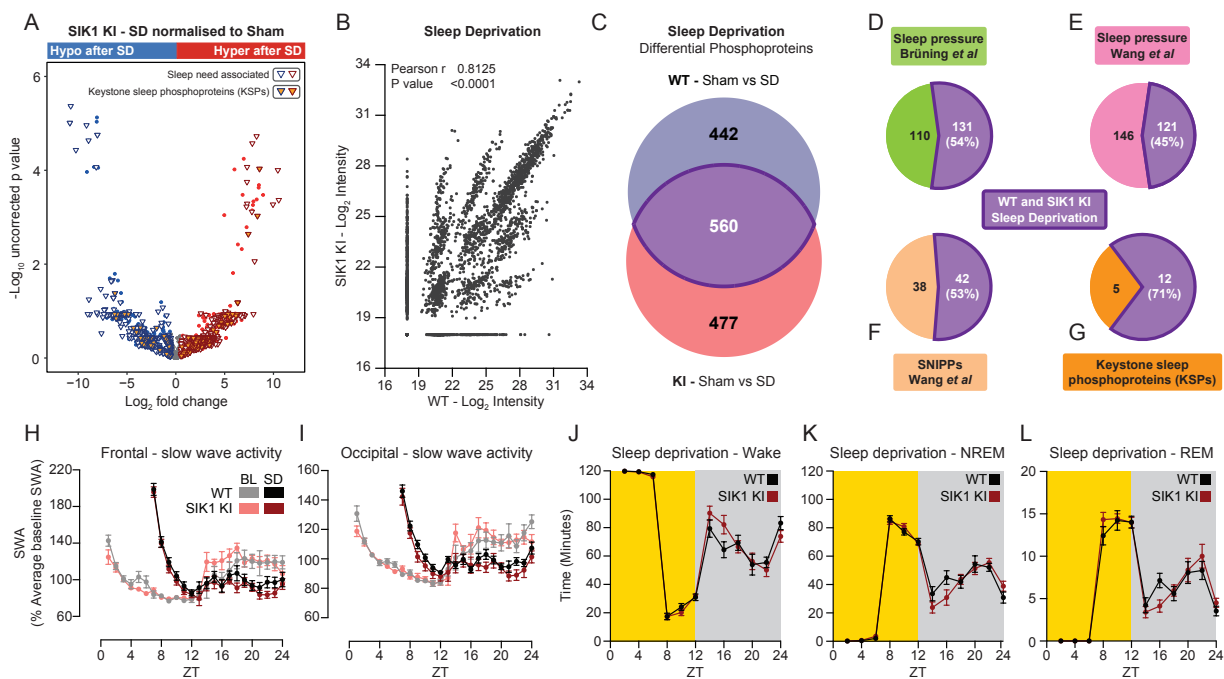 A
SIK1 KI - SD normalised to Sham
Hypo after SD
Hyper after SD
Sleep need associated
Keystone sleep phosphoproteins (KSPs)
-Log10 uncorrected p value
6
4
2
0
−10
−5
0
5
10
Log2 fold change
B
Sleep Deprivation
Pearson r 0.8125
P value <0.0001
SIK1 KI - Log2 Intensity
34
31
28
25
22
19
16
16
19
22
25
28
31
34
WT - Log2 Intensity
C
Sleep Deprivation
Differential Phosphoproteins
WT - Sham vs SD
442
560
477
KI - Sham vs SD
D
Sleep pressure
Brüning et al
110
131
(54%)
E
Sleep pressure
Wang et al
146
121
(45%)
WT and SIK1 KI
Sleep Deprivation
38
42
(53%)
F
SNIPPs
Wang et al
5
12
(71%)
G
Keystone sleep
phosphoproteins (KSPs)
H
Frontal - slow wave activity
BL SD
WT
SIK1 KI
SWA
(% Average baseline SWA)
220
180
140
100
60
0
4
8
12
16
20
24
ZT
I
Occipital - slow wave activity
160
140
120
100
80
60
0
4
8
12
16
20
24
ZT
J
Sleep deprivation - Wake
WT
SIK1 KI
Time (Minutes)
120
100
80
60
40
20
0
0
4
8
12
16
20
24
ZT
K
Sleep deprivation - NREM
WT
SIK1 KI
120
100
80
60
40
20
0
0
4
8
12
16
20
24
ZT
L
Sleep deprivation - REM
WT
SIK1 KI
20
15
10
5
0
0
4
8
12
16
20
24
ZT